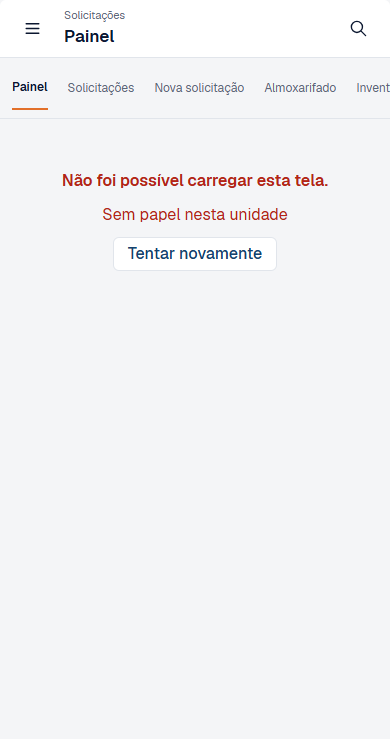 Solicitações
Painel
Painel Solicitações Nova solicitação Almoxarifado Invent
Não foi possível carregar esta tela.
Sem papel nesta unidade
Tentar novamente